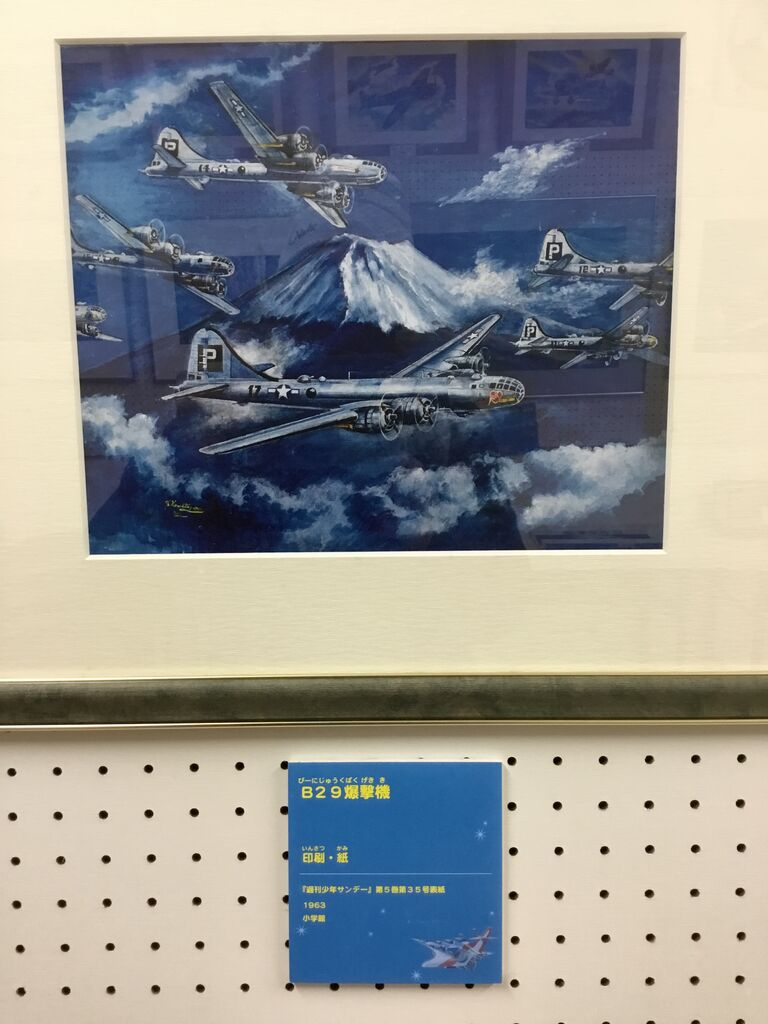 P
P
12
P
P
17
びーにじゅうくばくげきき
B29爆撃機
いんさつ かみ
印刷・紙
『週刊少年サンデー』第5巻第35号表紙
1963
小学館